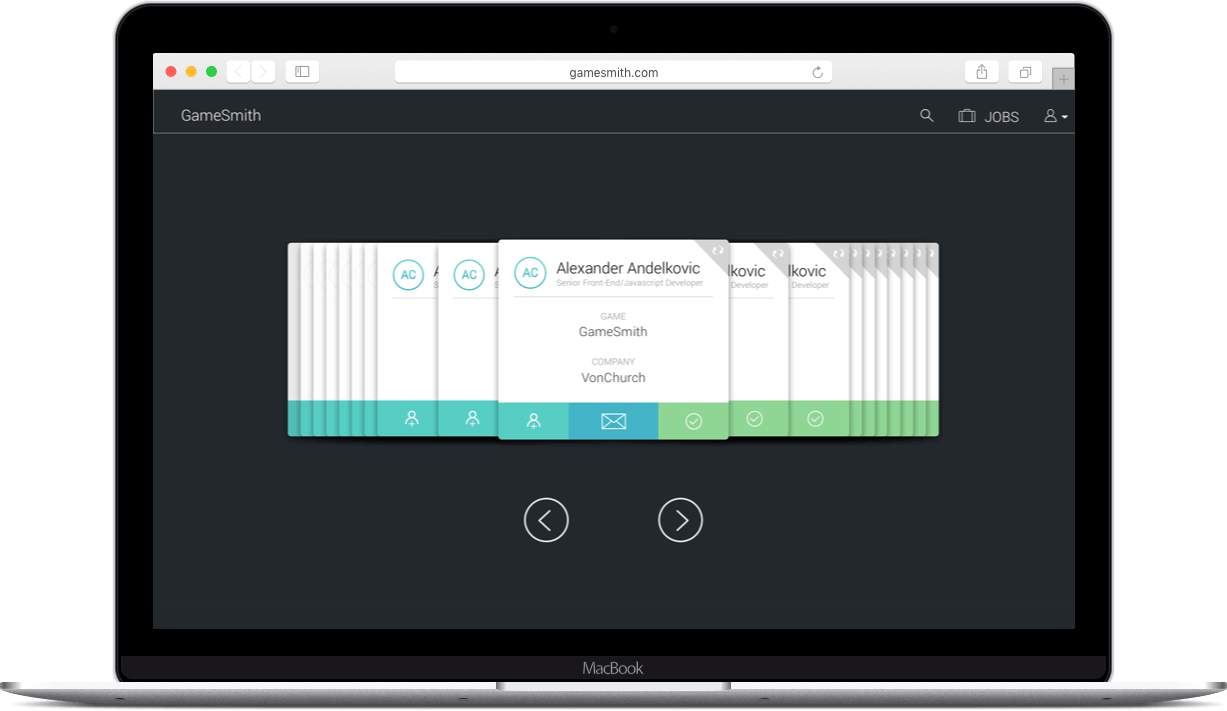 gamesmith.com
GameSmith
JOBS
AC
AC
AC
Alexander Andelkovic
lkovic
lkovic
Senior Front-End/Javascript Developer
Developer
Developer
GAME
GameSmith
COMPANY
VonChurch
MacBook